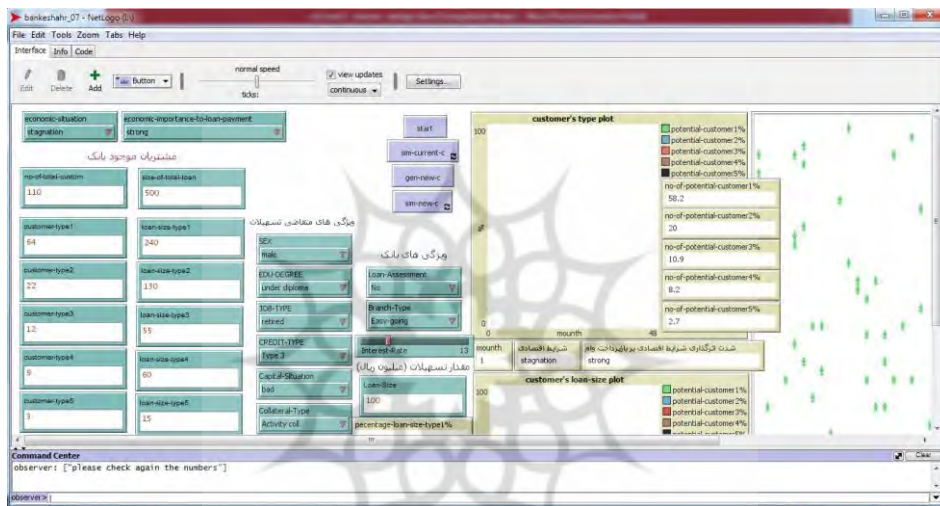 bankeshahr_07 - NetLogo
File Edit Tools Zoom Tabs Help
Interface Info Code
Edit Delete Add
Button
normal speed
ticks:
view updates
continuous
Settings...
economic-situation
stagnation
economic-importance-to-loan-payment
strong
مشتریان موجود بانک
no-of-total-custom
110
size-of-total-loan
500
customer-type1
64
loan-size-type1
240
customer-type2
22
loan-size-type2
130
customer-type3
12
loan-size-type3
55
customer-type4
9
loan-size-type4
60
customer-type5
3
loan-size-type5
15
ویژگی های متقاضی تسهیلات
SEX
male
EDU-DEGREE
under diploma
JOB-TYPE
retired
CREDIT-TYPE
Type 3
Capital-Situation
bad
Collateral-Type
Activity coll
start
sim-current-c
gen-new-c
sim-new-c
ویژگی های بانک
Loan-Assessment
No
Branch-Type
Easy-going
Interest-Rate 13
مقدار تسهیلات (میلیون ریال)
Loan-Size
100
pecentage-loan-size-type1%
customer's type plot
100
%
0
0 mounth 48
potential-customer1%
potential-customer2%
potential-customer3%
potential-customer4%
potential-customer5%
no-of-potential-customer1%
58.2
no-of-potential-customer2%
20
no-of-potential-customer3%
10.9
no-of-potential-customer4%
8.2
no-of-potential-customer5%
2.7
mounth
1
شرایط اقتصادی
stagnation
شدت اثرگذاری شرایط اقتصادی بر بازپرداخت وام
strong
customer's loan-size plot
100
potential-customer1%
potential-customer2%
potential-customer3%
potential-customer4%
potential-customer5%
Command Center
Clear
observer: ["please check again the numbers"]
observer>